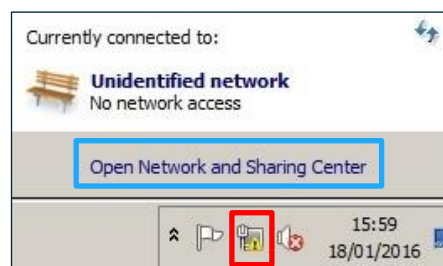 Currently connected to:
Unidentified network
No network access
Open Network and Sharing Center
15:59
18/01/2016